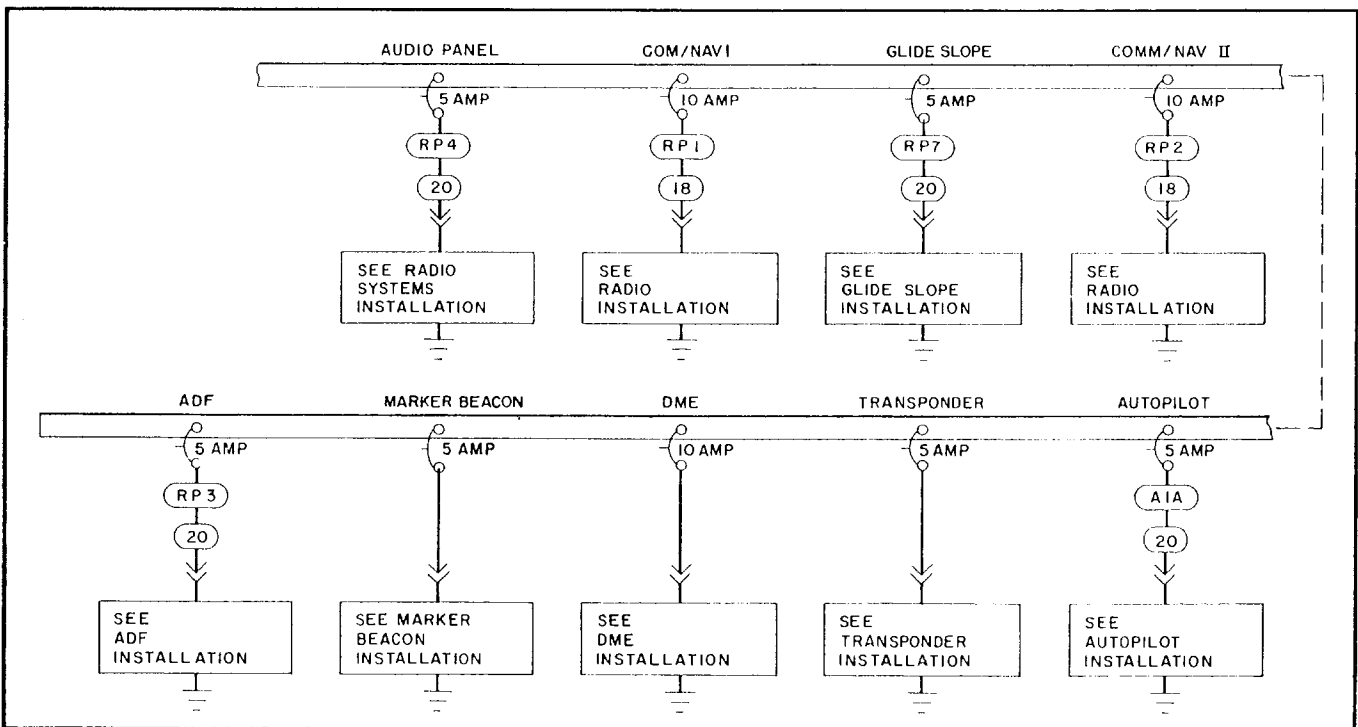 AUDIO PANEL
COM/NAV I
GLIDE SLOPE
COMM/NAV II
5 AMP
10 AMP
5 AMP
10 AMP
RP4
RP1
RP7
RP2
20
18
20
18
SEE RADIO
SYSTEMS
INSTALLATION
SEE
RADIO
INSTALLATION
SEE
GLIDE SLOPE
INSTALLATION
SEE
RADIO
INSTALLATION
ADF
MARKER BEACON
DME
TRANSPONDER
AUTOPILOT
5 AMP
5 AMP
10 AMP
5 AMP
5 AMP
RP3
A1A
20
20
SEE
ADF
INSTALLATION
SEE MARKER
BEACON
INSTALLATION
SEE
DME
INSTALLATION
SEE
TRANSPONDER
INSTALLATION
SEE
AUTOPILOT
INSTALLATION